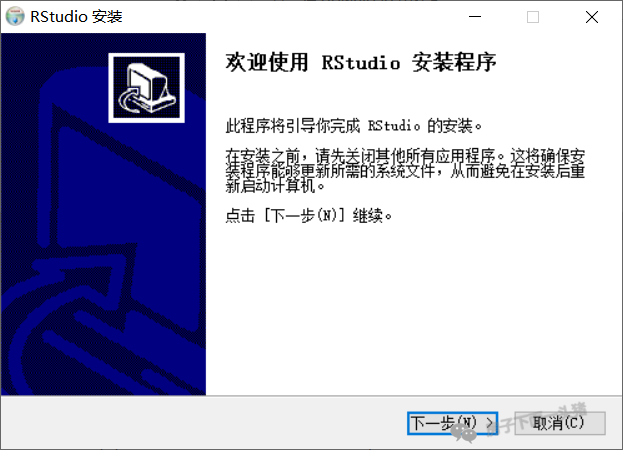 RStudio 安装
欢迎使用 RStudio 安装程序
此程序将引导你完成 RStudio 的安装。
在安装之前，请先关闭其他所有应用程序。这将确保安
装程序能够更新所需的系统文件，从而避免在安装后重
新启动计算机。
点击 [下一步(N)] 继续。
下一步(N) >
取消(C)